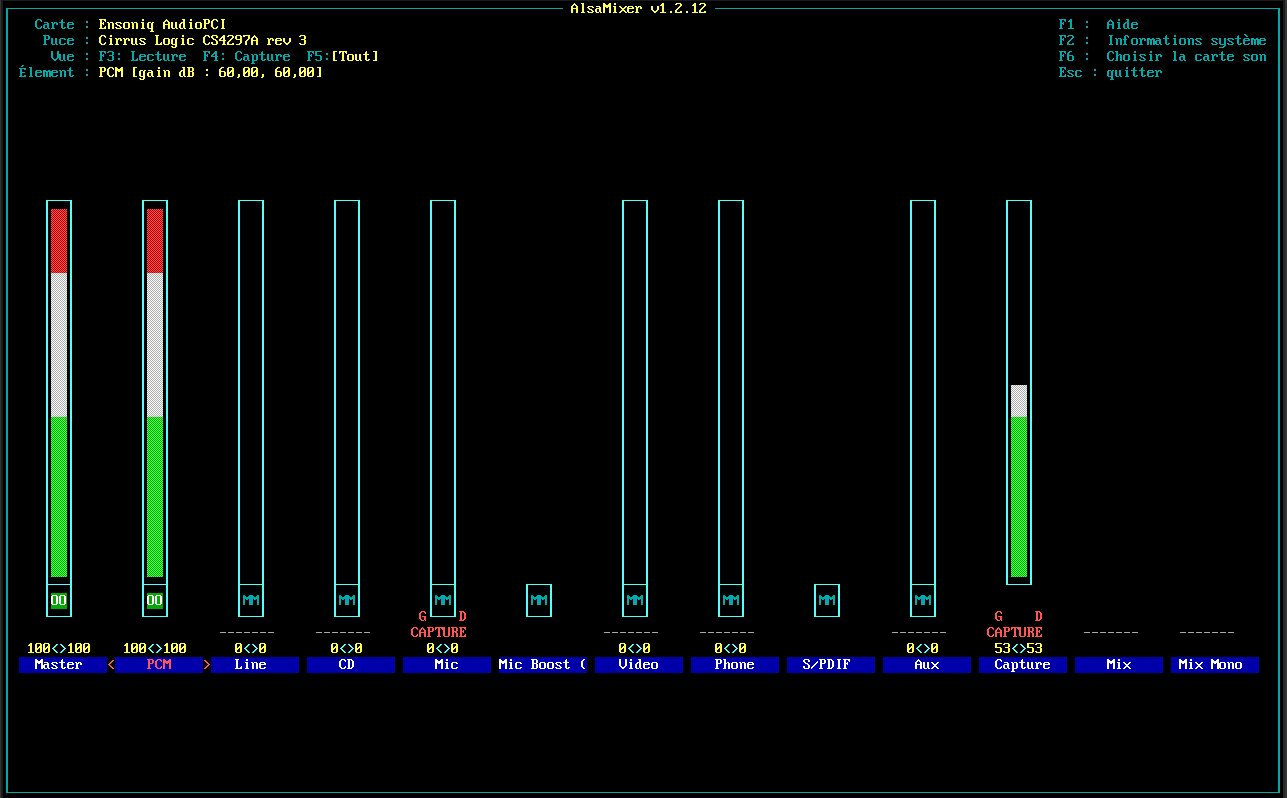 AlsaMixer v1.2.12
Carte : Ensoniq AudioPCI F1 : Aide
Puce : Cirrus Logic CS4297A rev 3 F2 : Informations système
Vue : F3: Lecture F4: Capture F5:[Tout] F6 : Choisir la carte son
Élement : PCM [gain dB : 60,00, 60,00] Esc : quitter
OO OO MM MM MM MM MM MM MM MM
G D G D
------- ------- CAPTURE ------- ------- ------- CAPTURE ------- -------
100<>100 100<>100 0<>0 0<>0 0<>0 0<>0 0<>0 0<>0 53<>53
Master < PCM > Line CD Mic Mic Boost ( Video Phone S/PDIF Aux Capture Mix Mix Mono